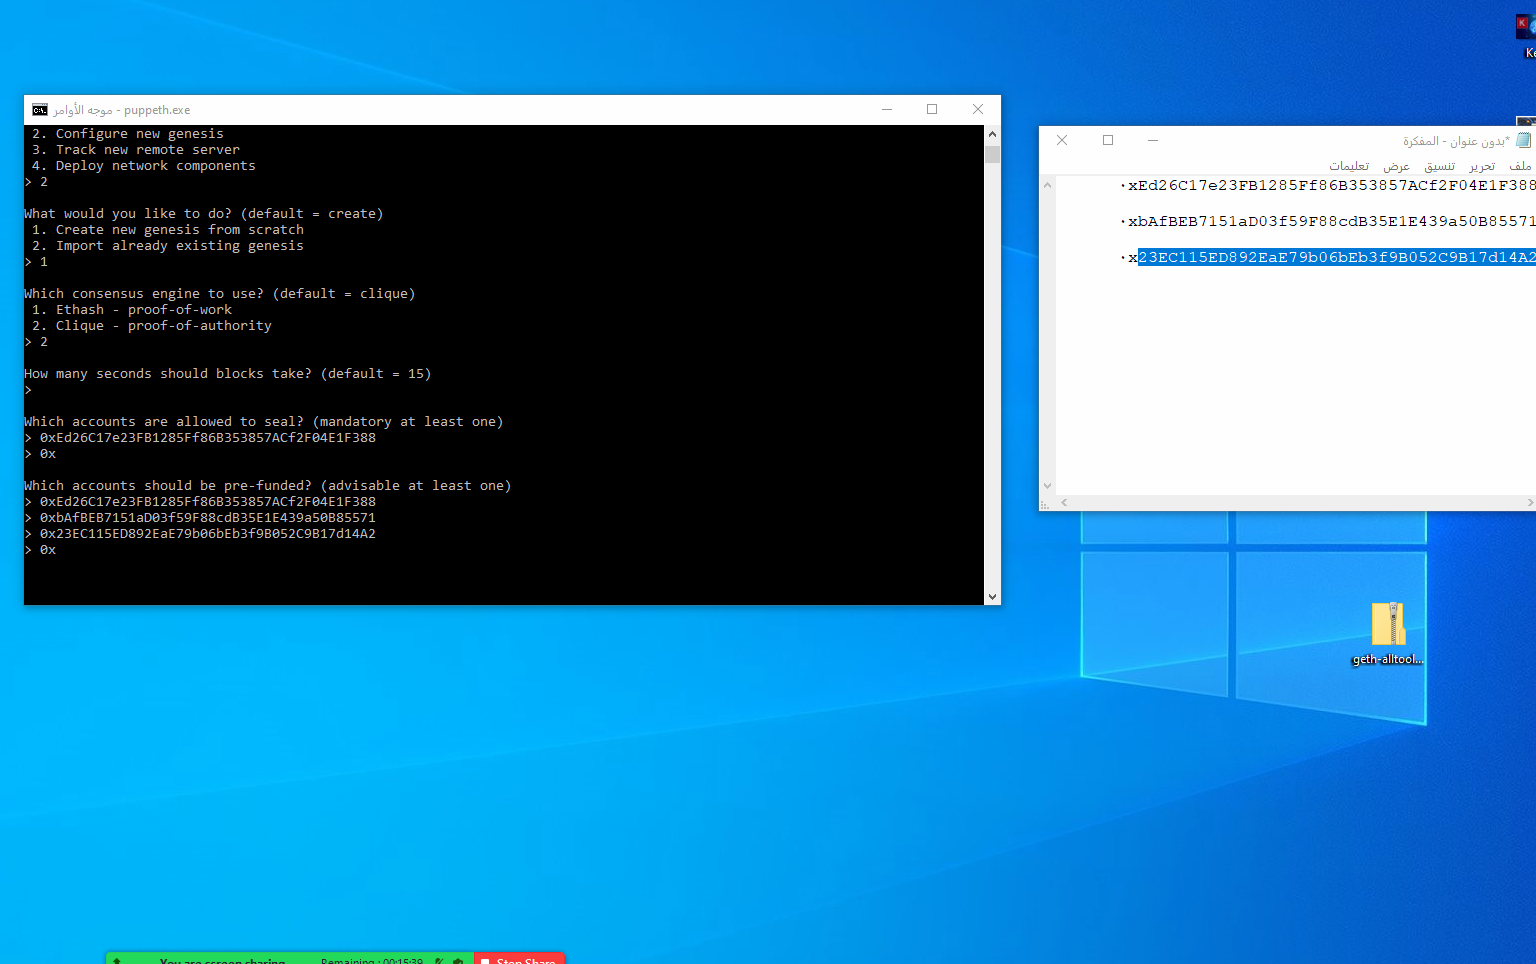 موجه الأوامر - puppeth.exe
2. Configure new genesis
3. Track new remote server
4. Deploy network components
> 2
What would you like to do? (default = create)
1. Create new genesis from scratch
2. Import already existing genesis
> 1
Which consensus engine to use? (default = clique)
1. Ethash - proof-of-work
2. Clique - proof-of-authority
> 2
How many seconds should blocks take? (default = 15)
>
Which accounts are allowed to seal? (mandatory at least one)
> 0xEd26C17e23FB1285Ff86B353857ACf2F04E1F388
> 0x
Which accounts should be pre-funded? (advisable at least one)
> 0xEd26C17e23FB1285Ff86B353857ACf2F04E1F388
> 0xbAfBEB7151aD03f59F88cdB35E1E439a50B85571
> 0x23EC115ED892EaE79b06bEb3f9B052C9B17d14A2
> 0x
*بدون عنوان - المفكرة
ملف تحرير تنسيق عرض تعليمات
٠xEd26C17e23FB1285Ff86B353857ACf2F04E1F388
٠xbAfBEB7151aD03f59F88cdB35E1E439a50B85571
٠x23EC115ED892EaE79b06bEb3f9B052C9B17d14A2
geth-alltool...
You are screen sharing
Remaining : 00:15:39
Stop Share